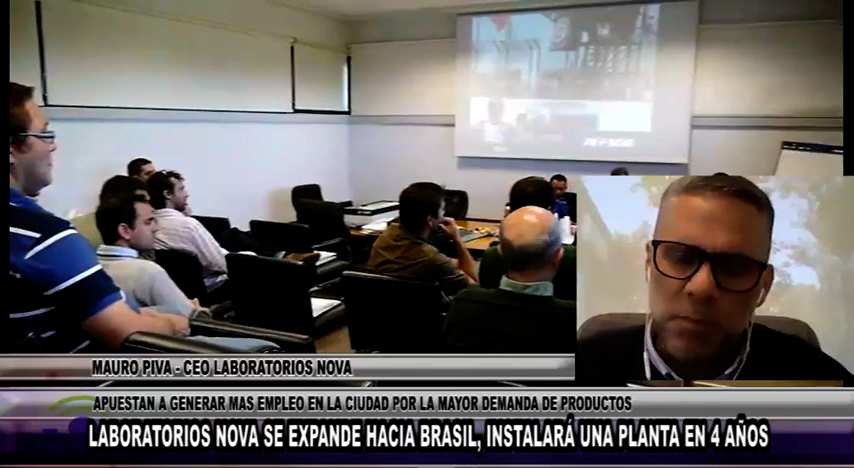 MAURO PIVA - CEO LABORATORIOS NOVA
APUESTAN A GENERAR MAS EMPLEO EN LA CIUDAD POR LA MAYOR DEMANDA DE PRODUCTOS
LABORATORIOS NOVA SE EXPANDE HACIA BRASIL, INSTALARÁ UNA PLANTA EN 4 AÑOS